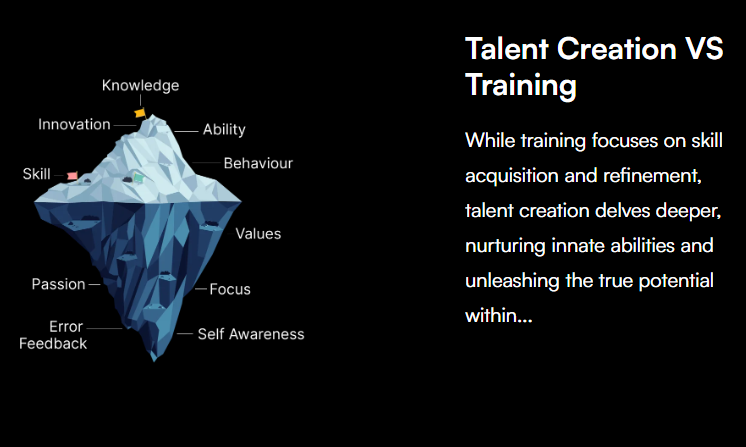 Talent Creation VS
Training
While training focuses on skill
acquisition and refinement,
talent creation delves deeper,
nurturing innate abilities and
unleashing the true potential
within...
Knowledge
Innovation
Ability
Behaviour
Skill
Values
Passion
Focus
Error
Feedback
Self Awareness